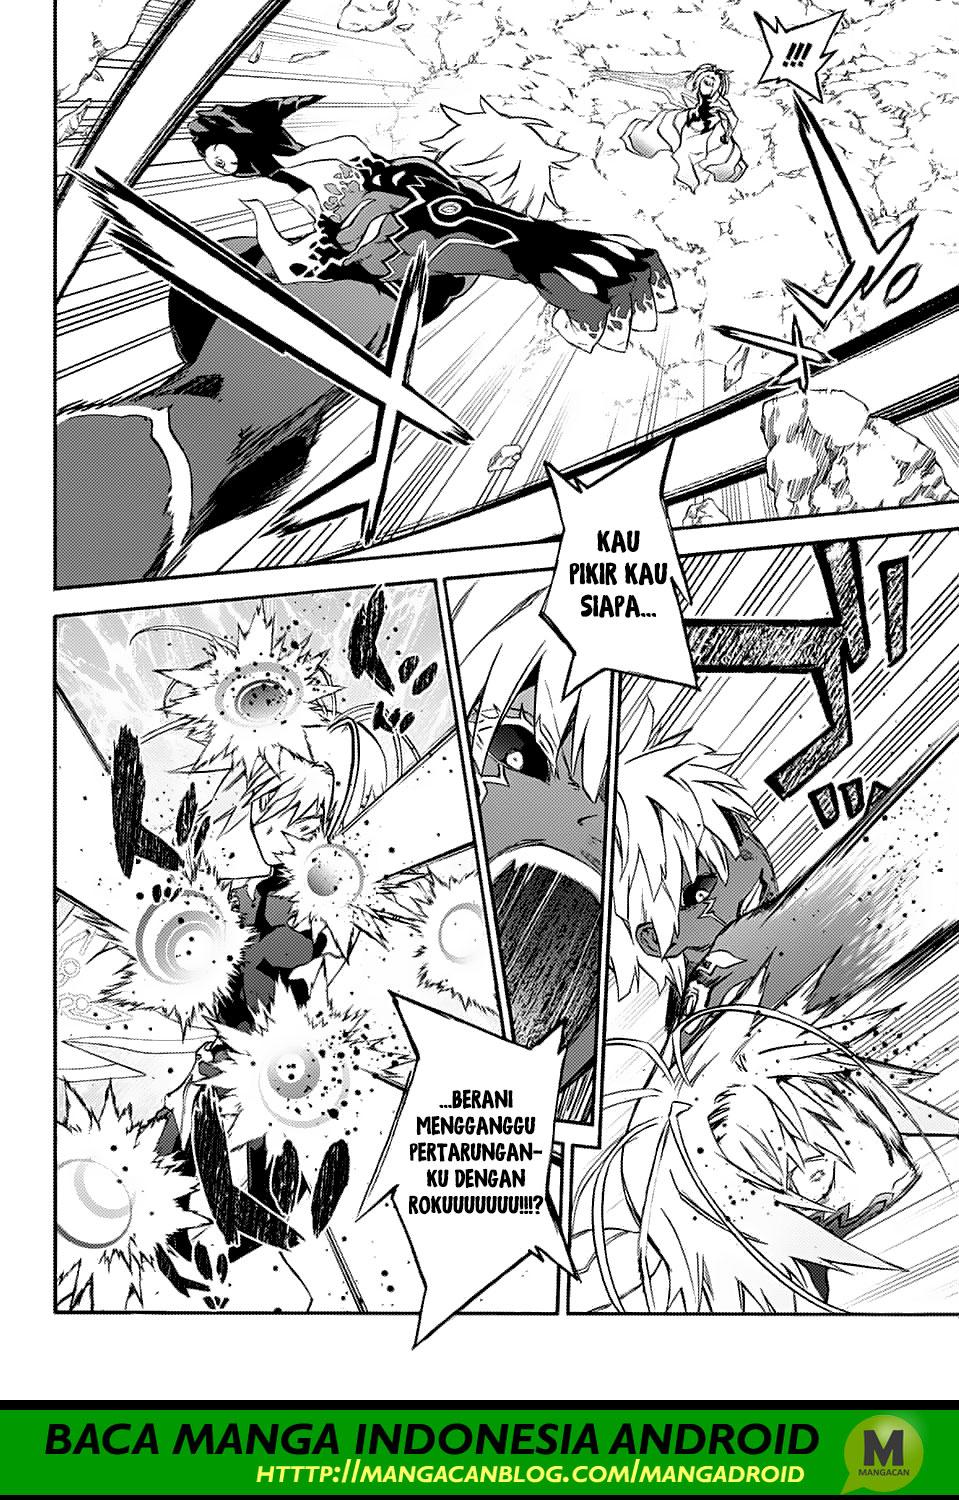 !!!
KAU
PIKIR KAU
SIAPA...
...BERANI
MENGGANGGU
PERTARUNGAN-
KU DENGAN
ROKUUUUUUU!!!!?
BACA MANGA INDONESIA ANDROID
HTTTP://MANGACANBLOG.COM/MANGADROID
M
MANGACAN